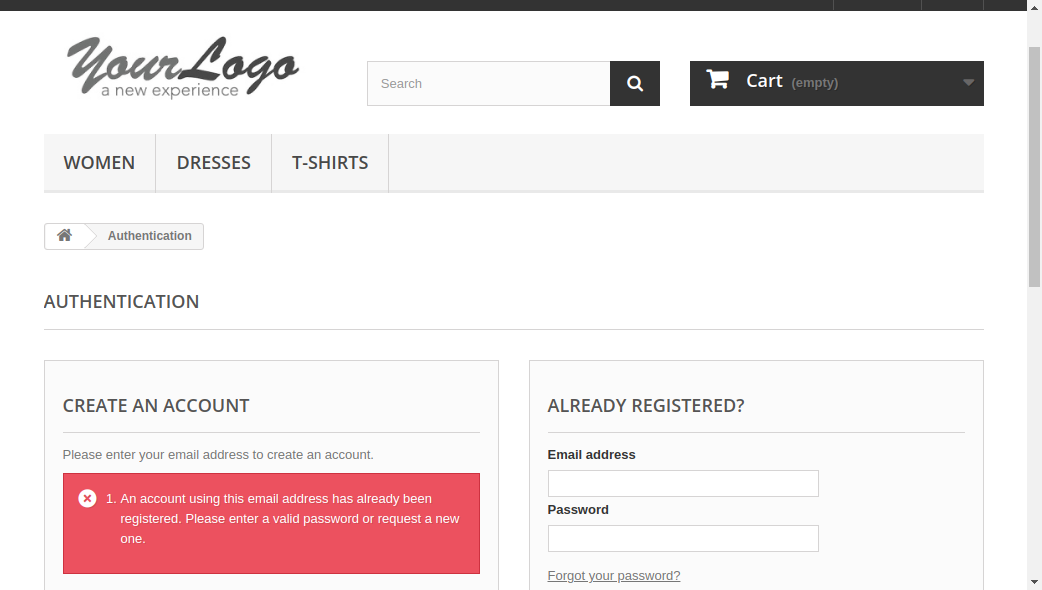 YourLogo
a new experience
Search
Cart (empty)
WOMEN DRESSES T-SHIRTS
Authentication
AUTHENTICATION
CREATE AN ACCOUNT
Please enter your email address to create an account.
1. An account using this email address has already been
registered. Please enter a valid password or request a new
one.
ALREADY REGISTERED?
Email address
Password
Forgot your password?